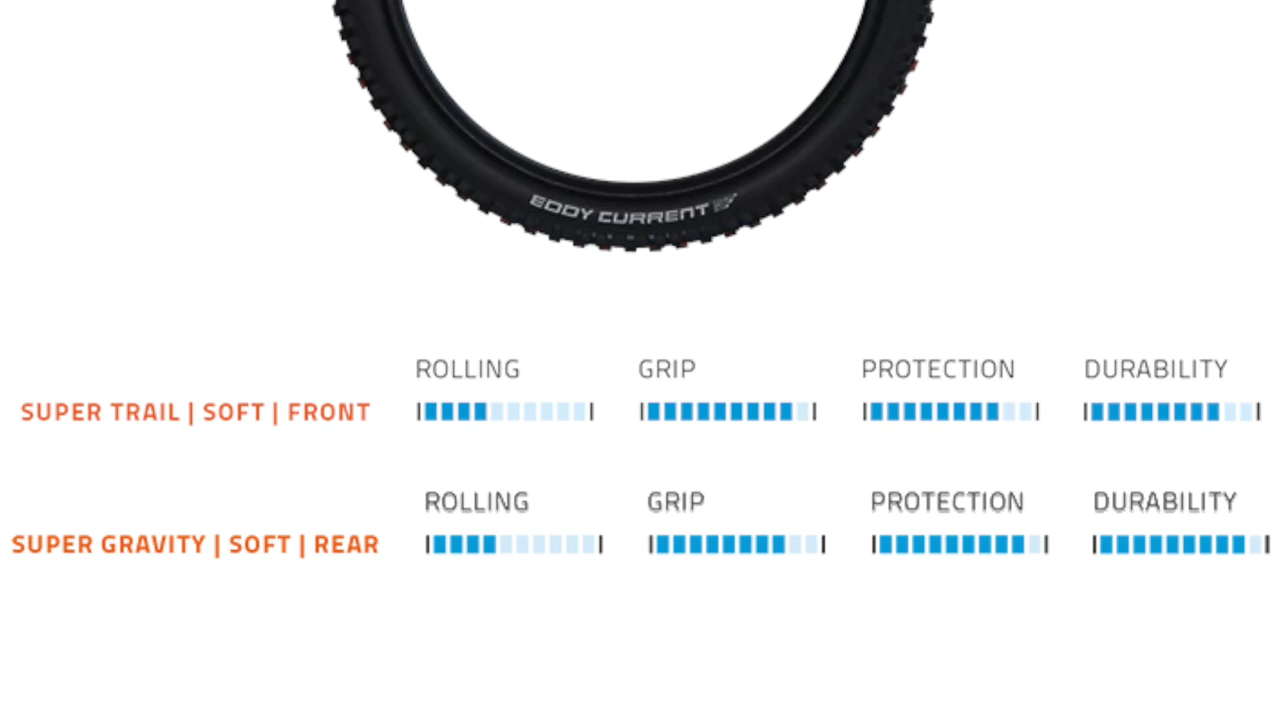 EDDY CURRENT
ROLLING GRIP PROTECTION DURABILITY
SUPER TRAIL | SOFT | FRONT
ROLLING GRIP PROTECTION DURABILITY
SUPER GRAVITY | SOFT | REAR